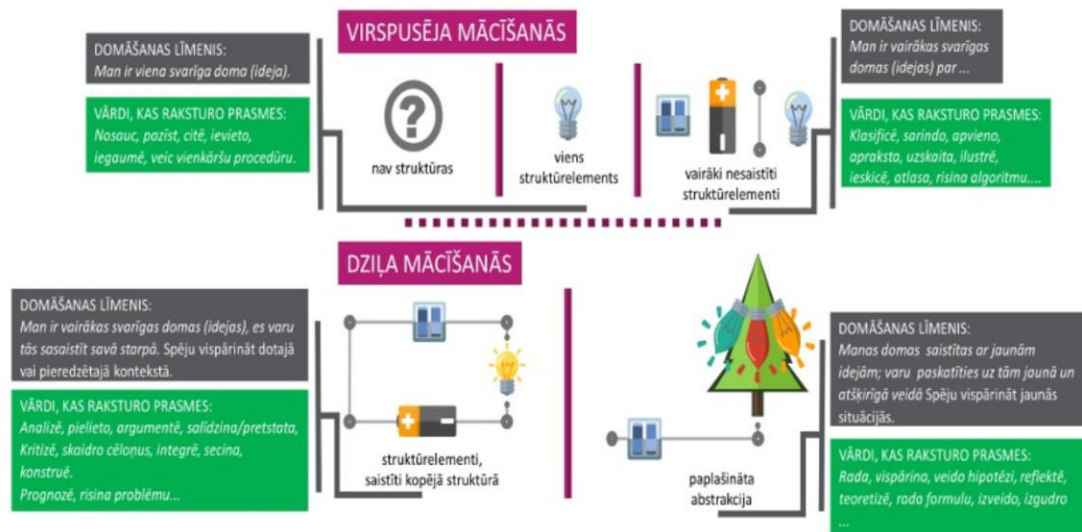 VIRSPUSĒJA MĀCĪŠANĀS
DOMĀŠANAS LĪMENIS:
Man ir viena svarīga doma (ideja).
VĀRDI, KAS RAKSTURO PRASMES:
Nosauc, pazīst, citē, ievieto,
iegaumē, veic vienkāršu procedūru.
?
nav struktūras
viens
struktūrelements
vairāki nesaistīti
struktūrelementi
DOMĀŠANAS LĪMENIS:
Man ir vairākas svarīgas
domas (idejas) par ...
VĀRDI, KAS RAKSTURO PRASMES:
Klasificē, sarindo, apvieno,
apraksta, uzskaita, ilustrē,
ieskicē, atlasa, risina algoritmu....
DZIĻA MĀCĪŠANĀS
DOMĀŠANAS LĪMENIS:
Man ir vairākas svarīgas domas (idejas), es varu
tās sasaistīt savā starpā. Spēju vispārināt dotajā
vai pieredzētajā kontekstā.
VĀRDI, KAS RAKSTURO PRASMES:
Analizē, pielieto, argumentē, salīdzina/pretstata,
Kritizē, skaidro cēloņus, integrē, secina,
konstruē.
Prognozē, risina problēmu...
struktūrelementi,
saistīti kopējā struktūrā
paplašināta
abstrakcija
DOMĀŠANAS LĪMENIS:
Manas domas saistītas ar jaunām
idejām; varu paskatīties uz tām jaunā un
atšķirīgā veidā Spēju vispārināt jaunās
situācijās.
VĀRDI, KAS RAKSTURO PRASMES:
Rada, vispārina, veido hipotēzi, reflektē,
teoretizē, rada formulu, izveido, izgudro
...